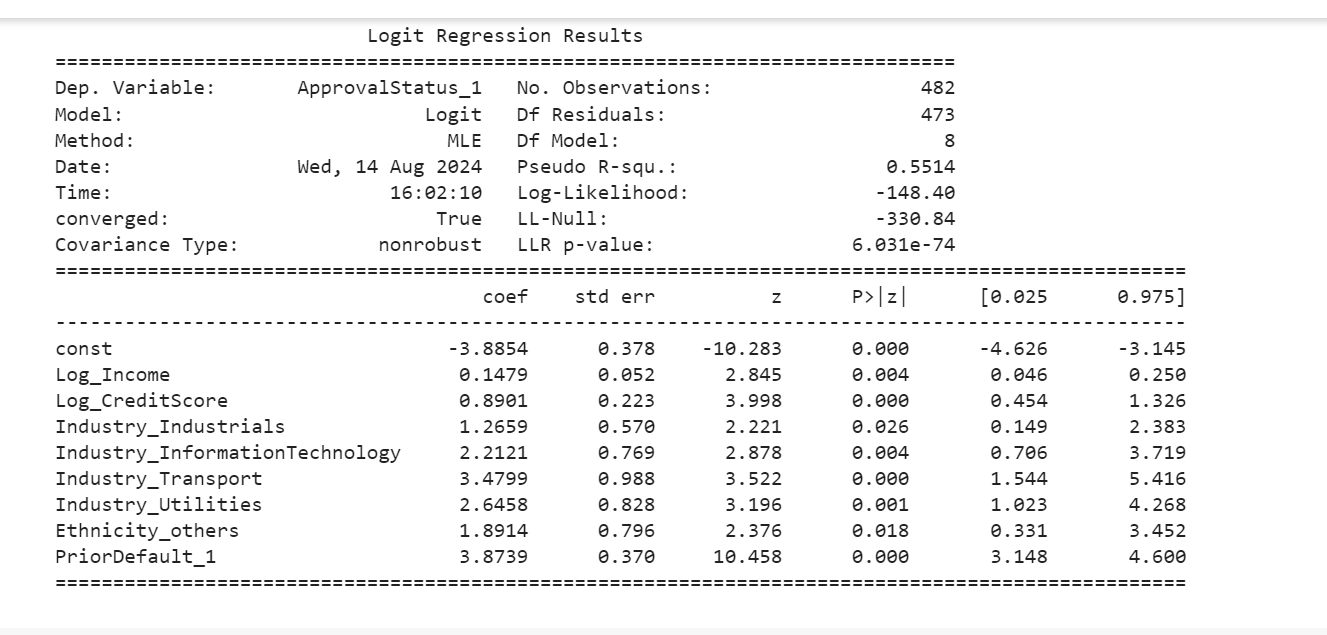 Logit Regression Results
==============================================================================
Dep. Variable: ApprovalStatus_1 No. Observations: 482
Model: Logit Df Residuals: 473
Method: MLE Df Model: 8
Date: Wed, 14 Aug 2024 Pseudo R-squ.: 0.5514
Time: 16:02:10 Log-Likelihood: -148.40
converged: True LL-Null: -330.84
Covariance Type: nonrobust LLR p-value: 6.031e-74
==================================================================================================
coef std err z P>|z| [0.025 0.975]
--------------------------------------------------------------------------------------------------
const -3.8854 0.378 -10.283 0.000 -4.626 -3.145
Log_Income 0.1479 0.052 2.845 0.004 0.046 0.250
Log_CreditScore 0.8901 0.223 3.998 0.000 0.454 1.326
Industry_Industrials 1.2659 0.570 2.221 0.026 0.149 2.383
Industry_InformationTechnology 2.2121 0.769 2.878 0.004 0.706 3.719
Industry_Transport 3.4799 0.988 3.522 0.000 1.544 5.416
Industry_Utilities 2.6458 0.828 3.196 0.001 1.023 4.268
Ethnicity_others 1.8914 0.796 2.376 0.018 0.331 3.452
PriorDefault_1 3.8739 0.370 10.458 0.000 3.148 4.600
==================================================================================================